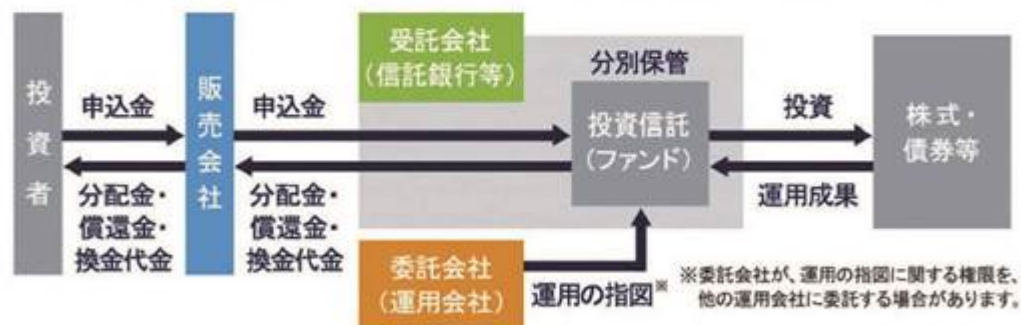 投資者
申込金
分配金・
償還金・
換金代金
販売会社
申込金
分配金・
償還金・
換金代金
受託会社
(信託銀行等)
分別保管
投資信託
(ファンド)
委託会社
(運用会社)
運用の指図※
投資
運用成果
株式・
債券等
※委託会社が、運用の指図に関する権限を、
他の運用会社に委託する場合があります。